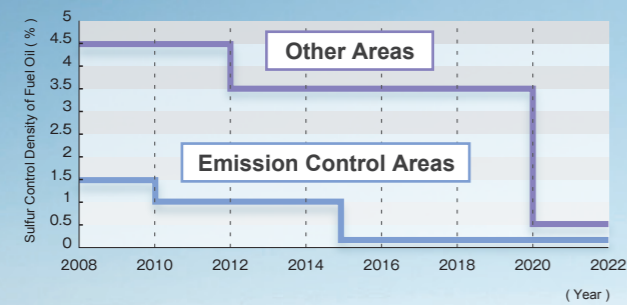 Sulfur Control Density of Fuel Oil ( % )
5
4.5
4
3.5
3
2.5
2
1.5
1
0.5
0
Other Areas
Emission Control Areas
2008 2010 2012 2014 2016 2018 2020 2022
( Year )